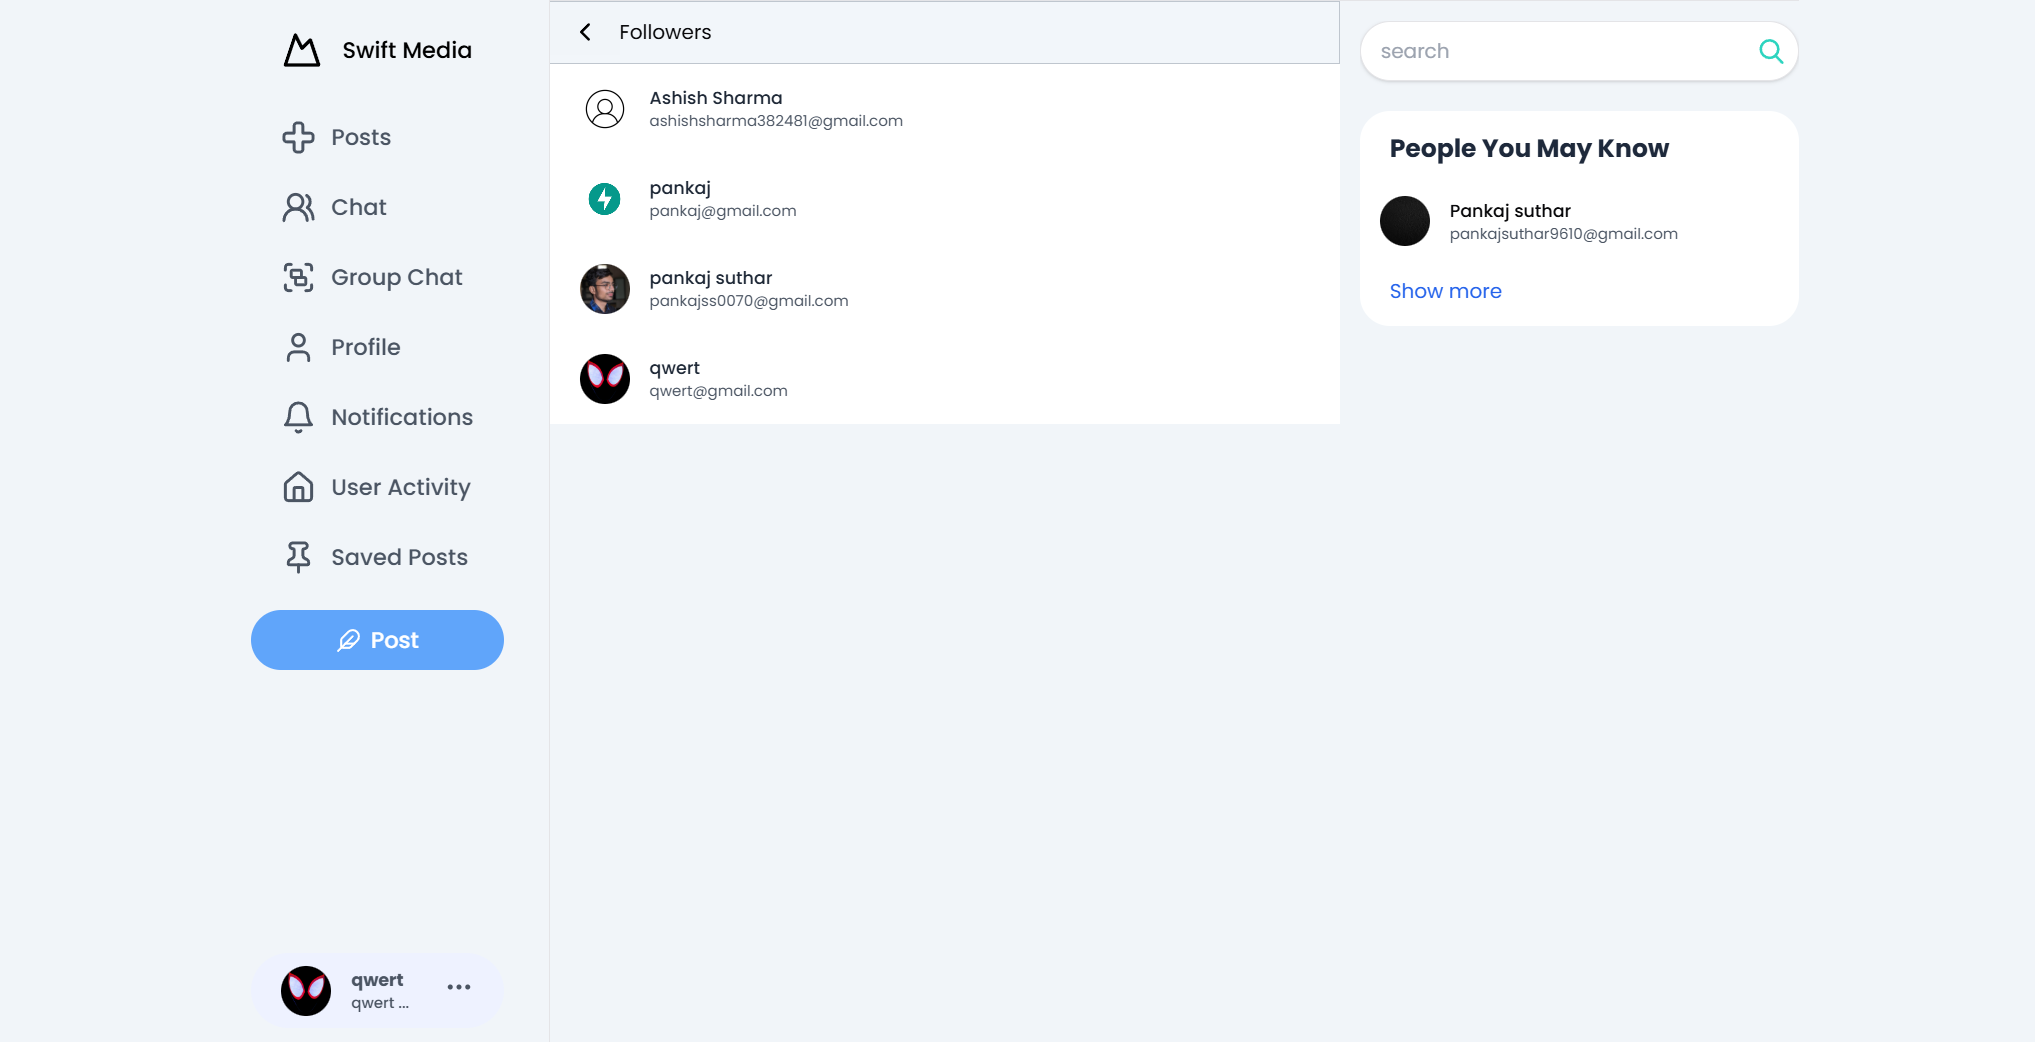 Swift Media
Posts
Chat
Group Chat
Profile
Notifications
User Activity
Saved Posts
Post
qwert
qwert ...
Followers
Ashish Sharma
ashishsharma382481@gmail.com
pankaj
pankaj@gmail.com
pankaj suthar
pankajss0070@gmail.com
qwert
qwert@gmail.com
search
People You May Know
Pankaj suthar
pankajsuthar9610@gmail.com
Show more